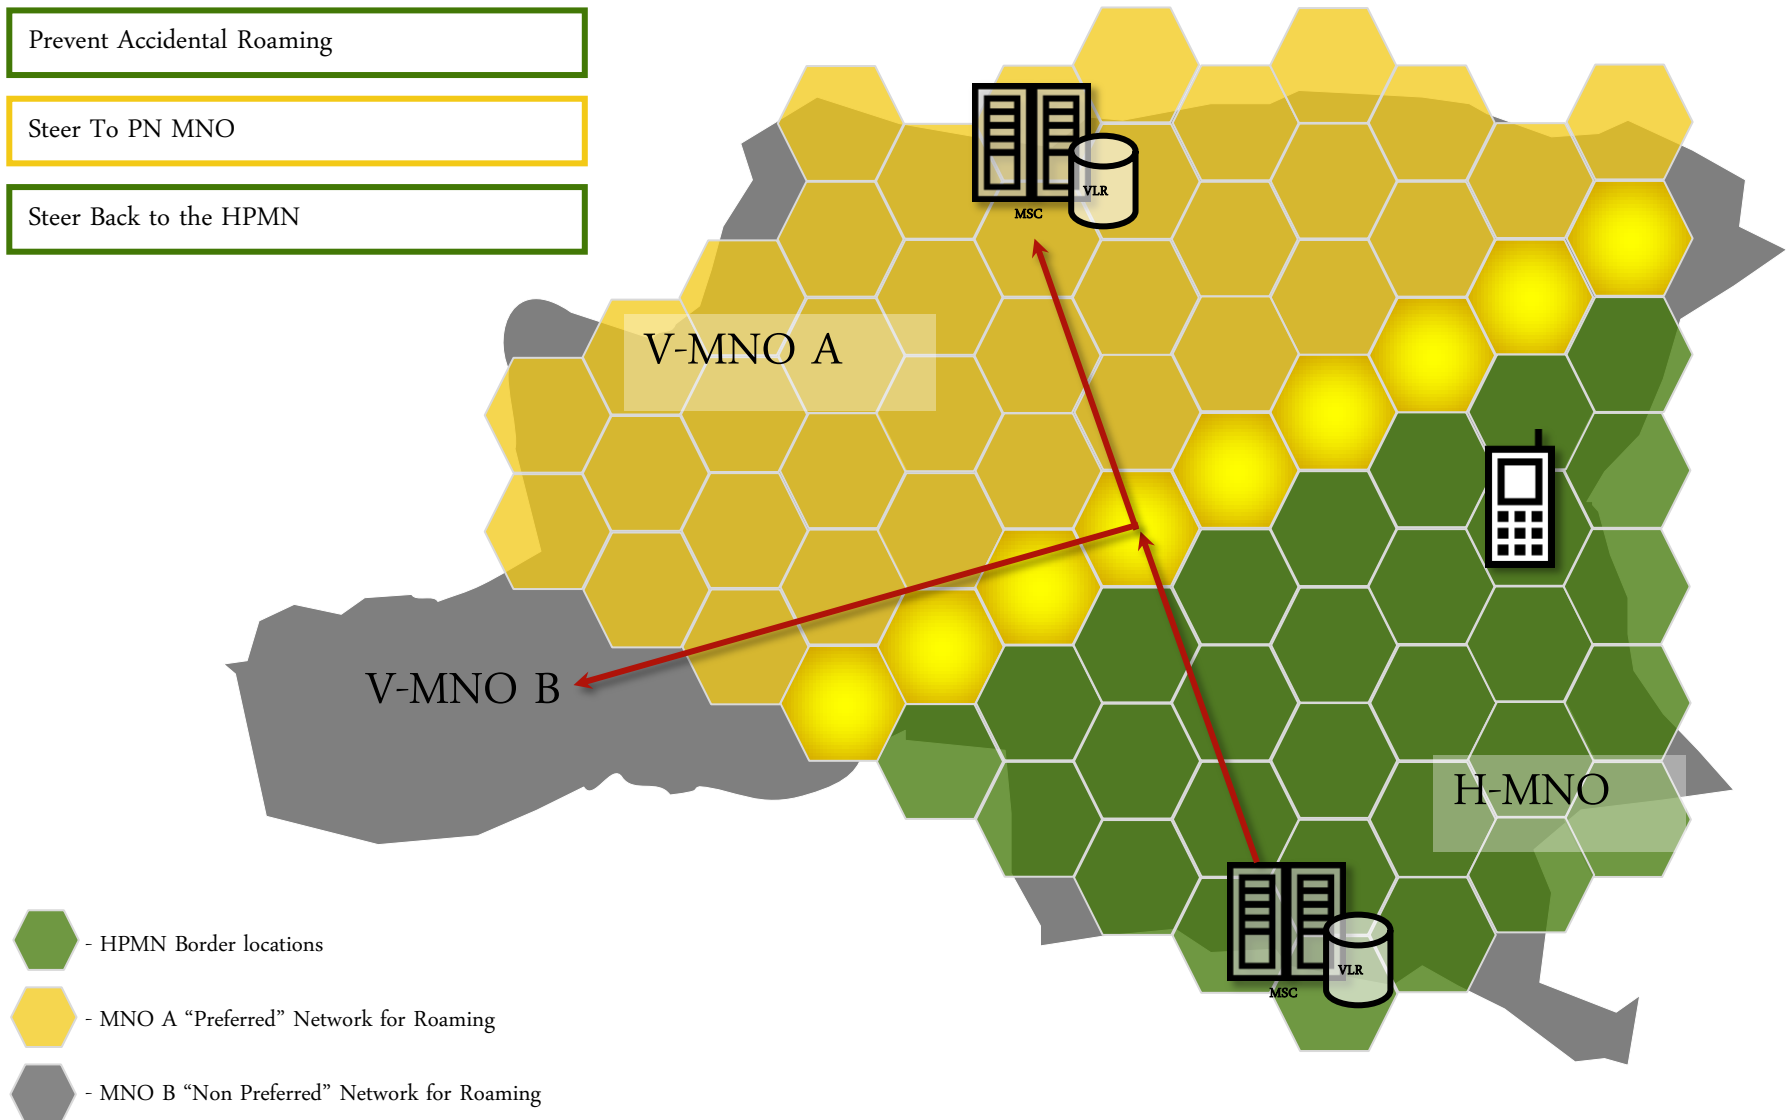 Prevent Accidental Roaming
Steer To PN MNO
Steer Back to the HPMN
VLR
MSC
V-MNO A
V-MNO B
H-MNO
VLR
MSC
- HPMN Border locations
- MNO A “Preferred” Network for Roaming
- MNO B “Non Preferred” Network for Roaming